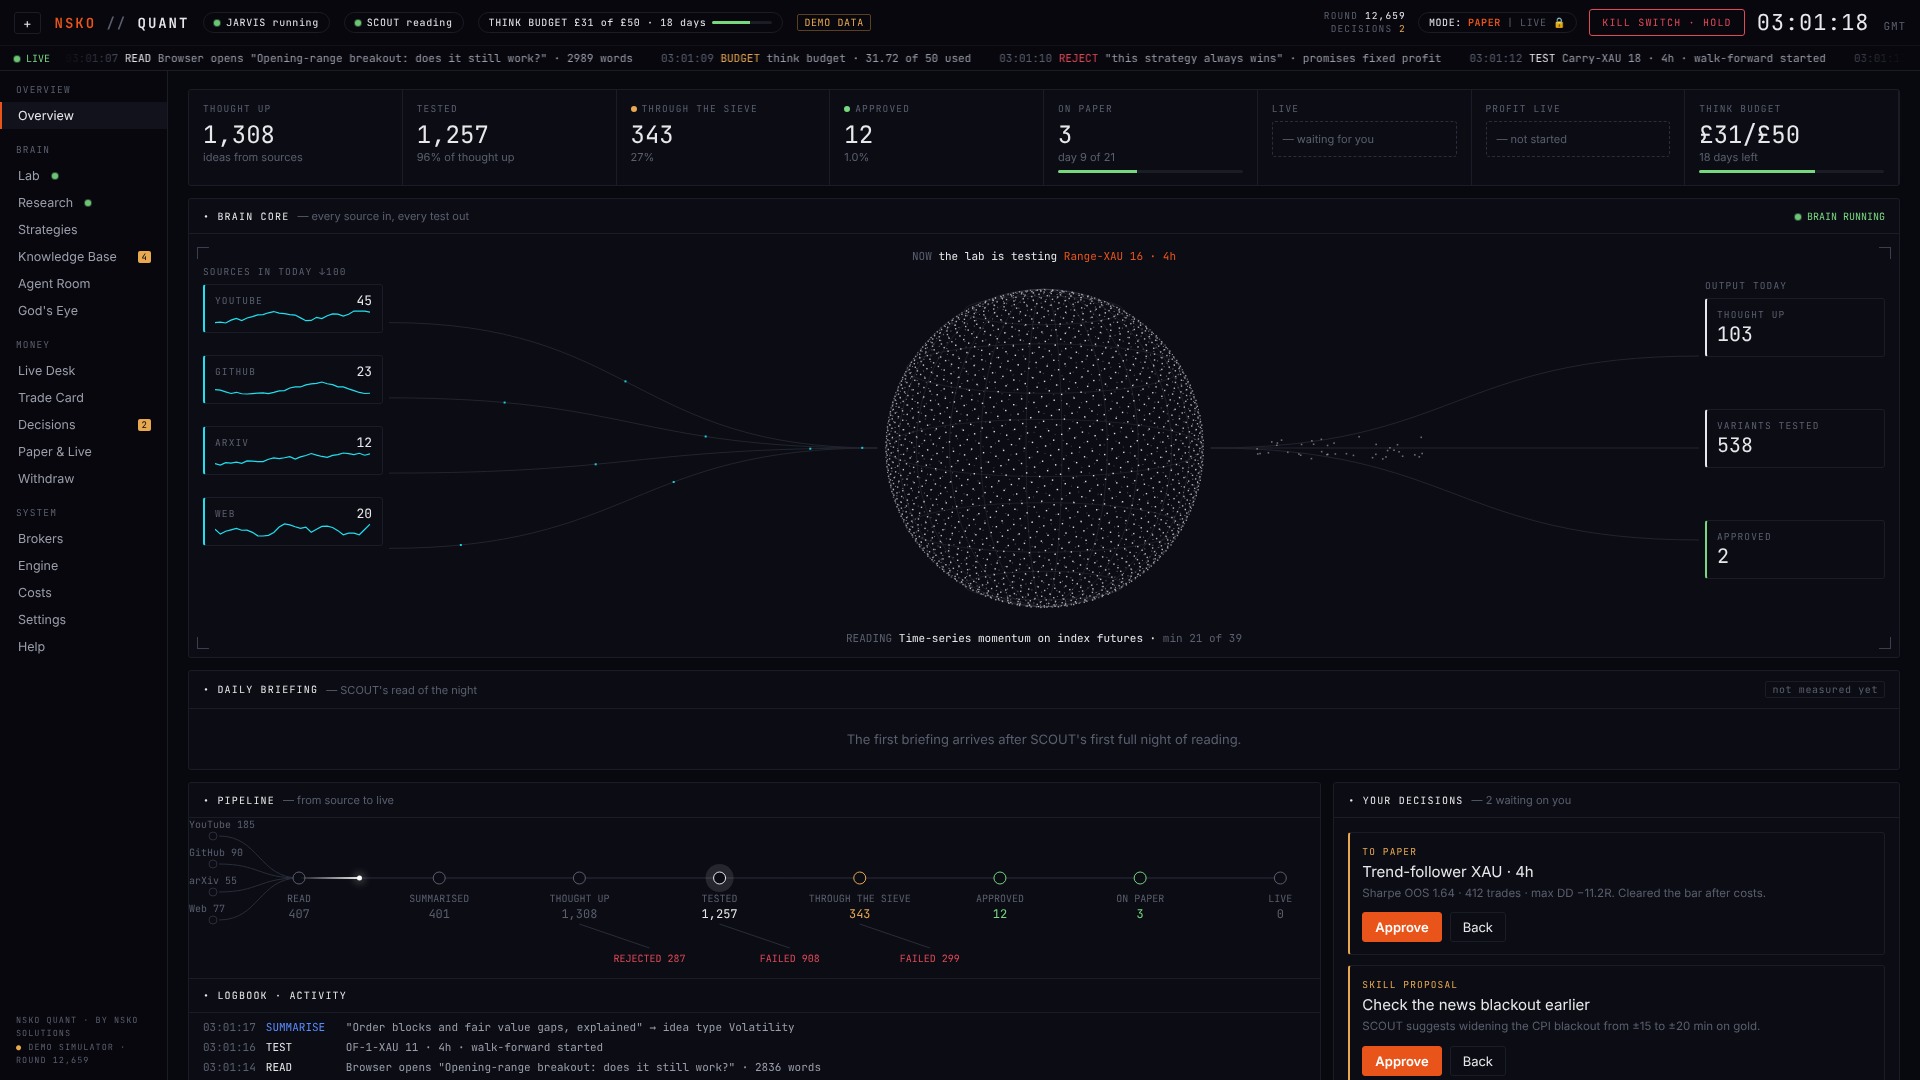 + NSKO // QUANT JARVIS running SCOUT reading THINK BUDGET £31 of £50 · 18 days DEMO DATA ROUND 12,659 DECISIONS 2 MODE: PAPER | LIVE 🔒 KILL SWITCH · HOLD 03:01:18 GMT
LIVE 03:01:07 READ Browser opens "Opening-range breakout: does it still work?" · 2989 words 03:01:09 BUDGET think budget · 31.72 of 50 used 03:01:10 REJECT "this strategy always wins" · promises fixed profit 03:01:12 TEST Carry-XAU 18 · 4h · walk-forward started
OVERVIEW
Overview
BRAIN
Lab
Research
Strategies
Knowledge Base 4
Agent Room
God's Eye
MONEY
Live Desk
Trade Card
Decisions 2
Paper & Live
Withdraw
SYSTEM
Brokers
Engine
Costs
Settings
Help
NSKO QUANT · BY NSKO
SOLUTIONS
DEMO SIMULATOR ·
ROUND 12,659
THOUGHT UP
1,308
ideas from sources
TESTED
1,257
96% of thought up
THROUGH THE SIEVE
343
27%
APPROVED
12
1.0%
ON PAPER
3
day 9 of 21
LIVE
— waiting for you
PROFIT LIVE
— not started
THINK BUDGET
£31/£50
18 days left
• BRAIN CORE — every source in, every test out
BRAIN RUNNING
NOW the lab is testing Range-XAU 16 · 4h
SOURCES IN TODAY ↓100
YOUTUBE 45
GITHUB 23
ARXIV 12
WEB 20
OUTPUT TODAY
THOUGHT UP
103
VARIANTS TESTED
538
APPROVED
2
READING Time-series momentum on index futures · min 21 of 39
• DAILY BRIEFING — SCOUT's read of the night
not measured yet
The first briefing arrives after SCOUT's first full night of reading.
• PIPELINE — from source to live
YouTube 185
GitHub 90
arXiv 55
Web 77
READ
407
SUMMARISED
401
THOUGHT UP
1,308
TESTED
1,257
THROUGH THE SIEVE
343
APPROVED
12
ON PAPER
3
LIVE
0
REJECTED 287
FAILED 908
FAILED 299
• LOGBOOK · ACTIVITY
03:01:17 SUMMARISE "Order blocks and fair value gaps, explained" → idea type Volatility
03:01:16 TEST OF-1-XAU 11 · 4h · walk-forward started
03:01:14 READ Browser opens "Opening-range breakout: does it still work?" · 2836 words
• YOUR DECISIONS — 2 waiting on you
TO PAPER
Trend-follower XAU · 4h
Sharpe OOS 1.64 · 412 trades · max DD −11.2R. Cleared the bar after costs.
Approve Back
SKILL PROPOSAL
Check the news blackout earlier
SCOUT suggests widening the CPI blackout from ±15 to ±20 min on gold.
Approve Back